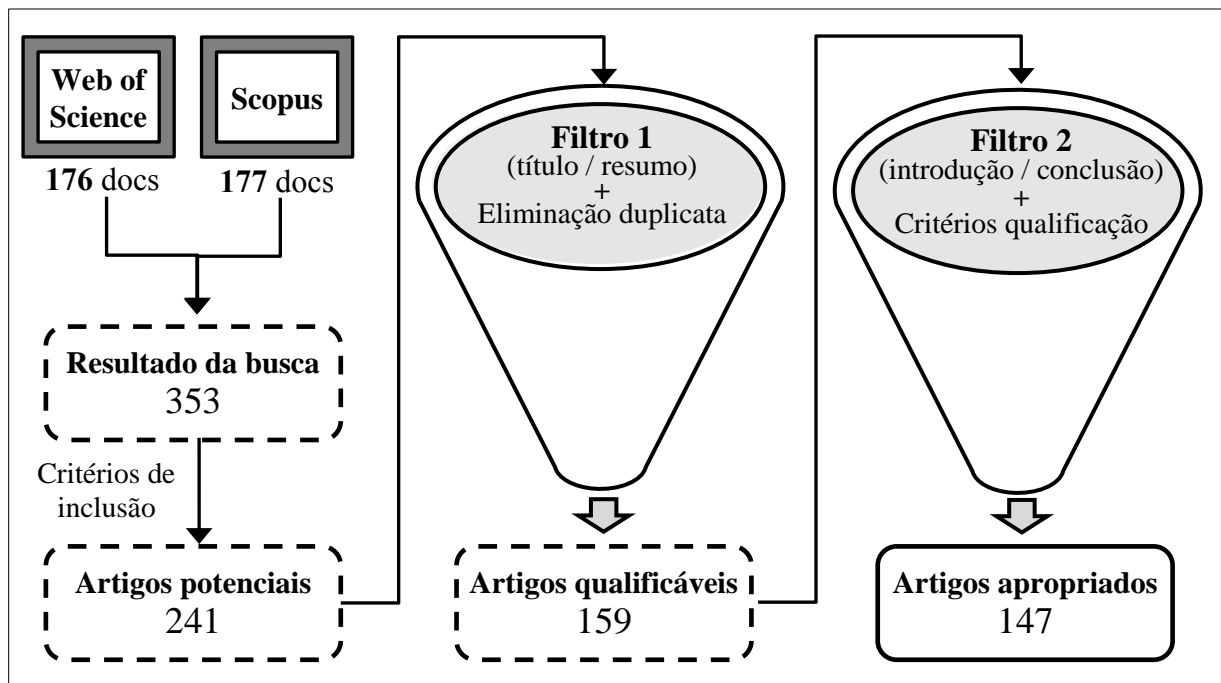 Web of
Science
176 docs
Scopus
177 docs
Resultado da busca
353
Critérios de
inclusão
Artigos potenciais
241
Filtro 1
(título / resumo)
+
Eliminação duplicata
Artigos qualificáveis
159
Filtro 2
(introdução / conclusão)
+
Critérios qualificação
Artigos apropriados
147